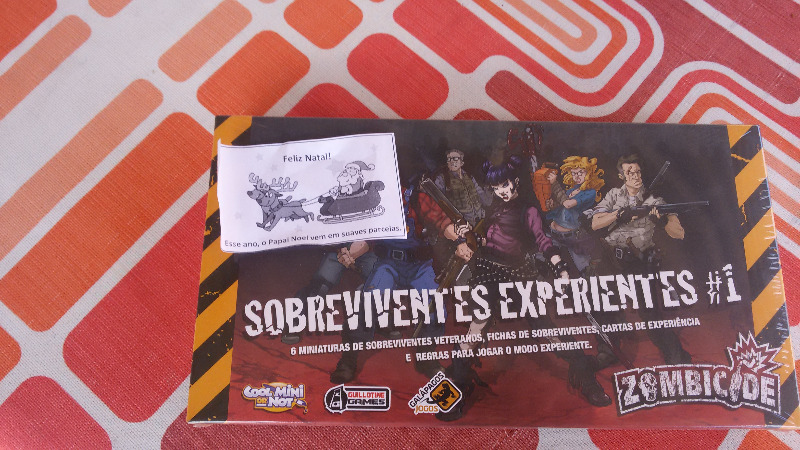 Feliz Natal!
Esse ano, o Papai Noel vem em suaves parcelas.
SOBREVIVENTES EXPERIENTES #1
6 MINIATURAS DE SOBREVIVENTES VETERANOS, FICHAS DE SOBREVIVENTES, CARTAS DE EXPERIÊNCIA
E REGRAS PARA JOGAR O MODO EXPERIENTE.
COOL MINI
OR NOT
GUILLOTINE
GAMES
GALÁPAGOS
JOGOS
ZOMBICIDE